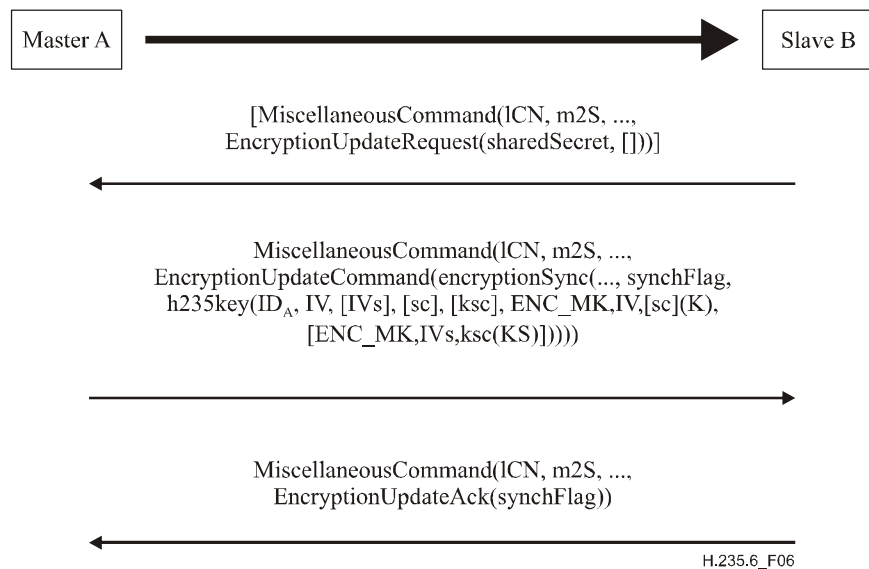 Master A
Slave B
[MiscellaneousCommand(lCN, m2S, ...,
EncryptionUpdateRequest(sharedSecret, []))]
MiscellaneousCommand(lCN, m2S, ...,
EncryptionUpdateCommand(encryptionSync(..., synchFlag,
h235key(ID_A, IV, [IVs], [sc], [ksc], ENC_MK,IV,[sc](K),
[ENC_MK,IVs,ksc(KS)]))))
MiscellaneousCommand(lCN, m2S, ...,
EncryptionUpdateAck(synchFlag))
H.235.6_F06